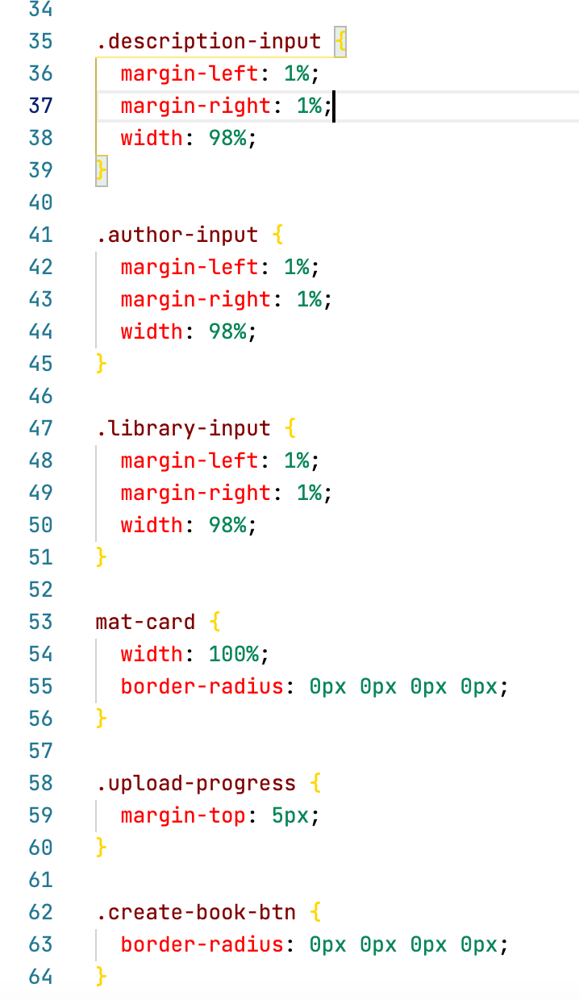 34
35 .description-input {
36 margin-left: 1%;
37 margin-right: 1%;
38 width: 98%;
39 }
40
41 .author-input {
42 margin-left: 1%;
43 margin-right: 1%;
44 width: 98%;
45 }
46
47 .library-input {
48 margin-left: 1%;
49 margin-right: 1%;
50 width: 98%;
51 }
52
53 mat-card {
54 width: 100%;
55 border-radius: 0px 0px 0px 0px;
56 }
57
58 .upload-progress {
59 margin-top: 5px;
60 }
61
62 .create-book-btn {
63 border-radius: 0px 0px 0px 0px;
64 }